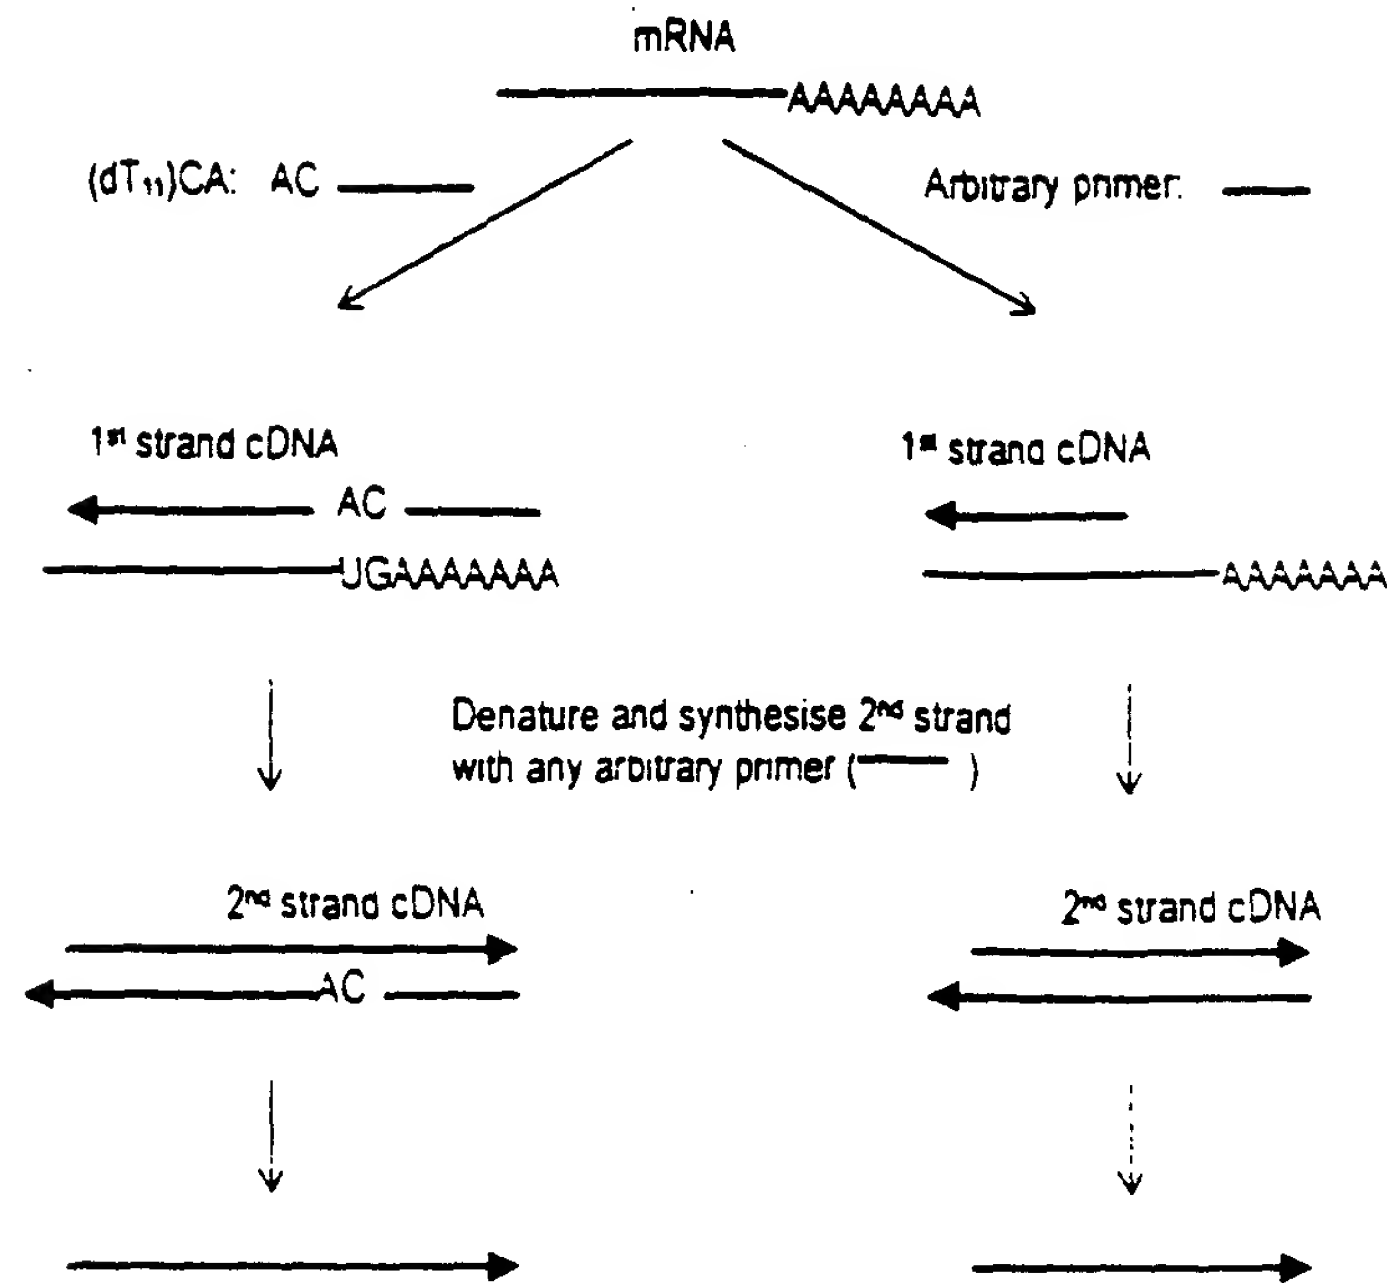 mRNA
AAAAAAAA
(dT₁₁)CA: AC
Arbitrary primer:
1st strand cDNA
1st strand cDNA
AC
UGAAAAAAA
AAAAAAA
Denature and synthesise 2nd strand
with any arbitrary primer ( )
2nd strand cDNA
2nd strand cDNA
AC